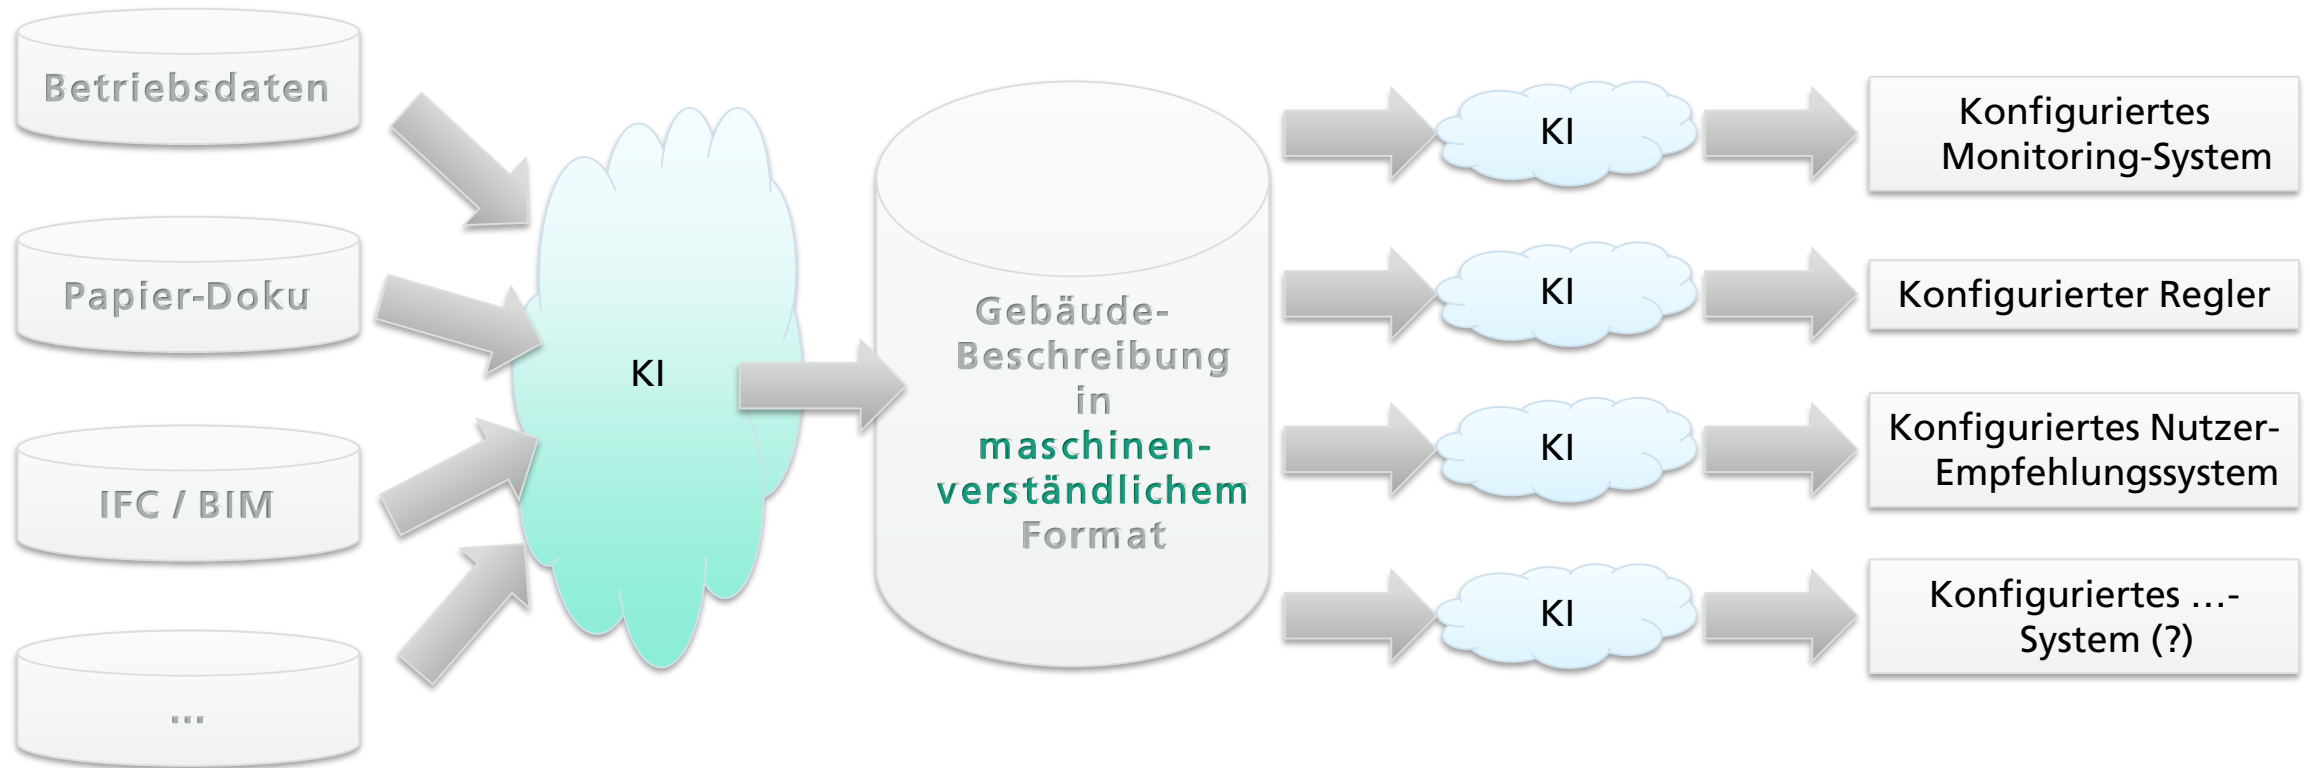 Betriebsdaten
Papier-Doku
IFC / BIM
...
KI
Gebäude-
Beschreibung
in
maschinen-
verständlichem
Format
KI
Konfiguriertes
Monitoring-System
KI
Konfigurierter Regler
KI
Konfiguriertes Nutzer-
Empfehlungssystem
KI
Konfiguriertes ...-
System (?)